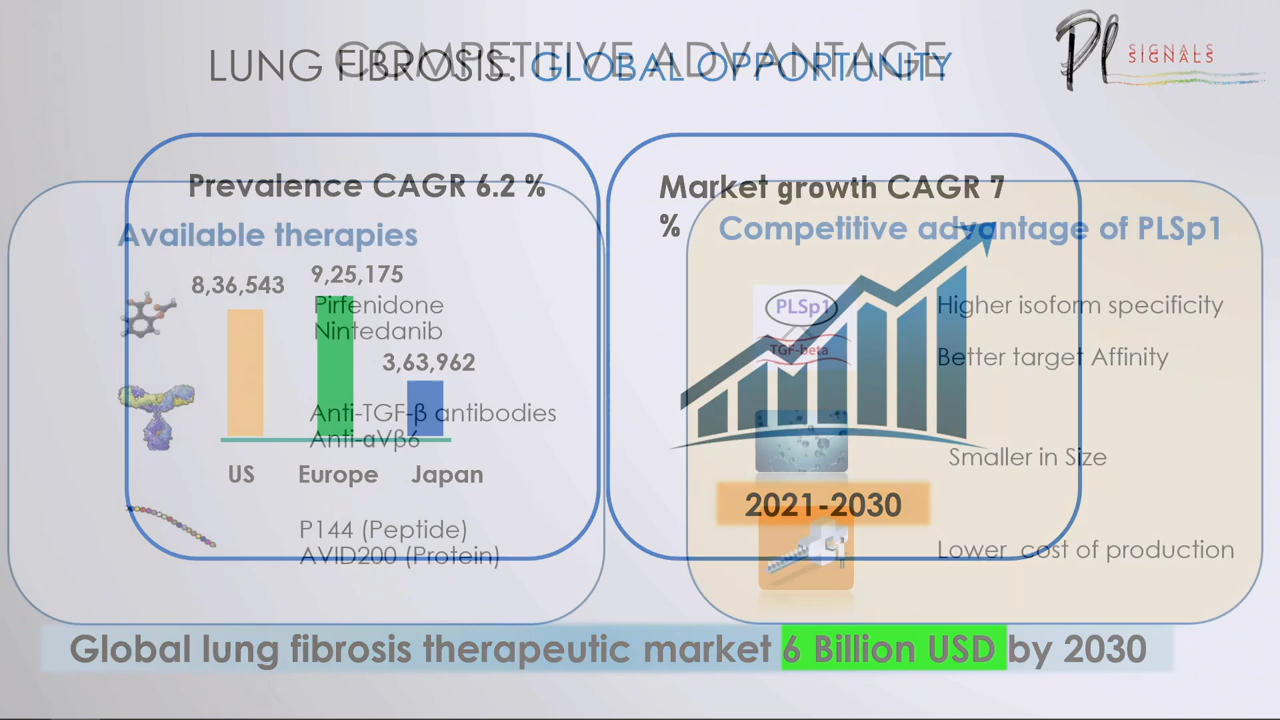 COMPETITIVE ADVANTAGE
LUNG FIBROSIS: GLOBAL OPPORTUNITY
PL SIGNALS
SIGNALS
Prevalence CAGR 6.2 %
Market growth CAGR 7
%
Available therapies
Competitive advantage of PLSp1
8,36,543
9,25,175
3,63,962
Pirfenidone
Nintedanib
Anti-TGF-β antibodies
Anti-αVβ6
US Europe Japan
P144 (Peptide)
AVID200 (Protein)
PLSp1
TGF-beta
Higher isoform specificity
Better target Affinity
Smaller in Size
2021-2030
Lower cost of production
Global lung fibrosis therapeutic market 6 Billion USD by 2030